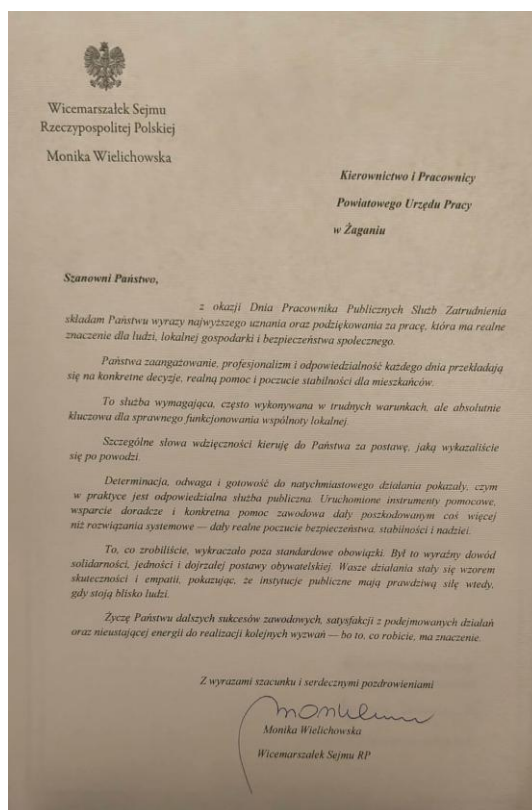 Wicemarszałek Sejmu
Rzeczypospolitej Polskiej
Monika Wielichowska
Kierownictwo i Pracownicy
Powiatowego Urzędu Pracy
w Żaganiu
Szanowni Państwo,
z okazji Dnia Pracownika Publicznych Służb Zatrudnienia
składam Państwu wyrazy najwyższego uznania oraz podziękowania za pracę, która ma realne
znaczenie dla ludzi, lokalnej gospodarki i bezpieczeństwa społecznego.
Państwa zaangażowanie, profesjonalizm i odpowiedzialność każdego dnia przekładają
się na konkretne decyzje, realną pomoc i poczucie stabilności dla mieszkańców.
To służba wymagająca, często wykonywana w trudnych warunkach, ale absolutnie
kluczowa dla sprawnego funkcjonowania wspólnoty lokalnej.
Szczególne słowa wdzięczności kieruję do Państwa za postawę, jaką wykazaliście
się po powodzi.
Determinacja, odwaga i gotowość do natychmiastowego działania pokazały, czym
w praktyce jest odpowiedzialna służba publiczna. Uruchomione instrumenty pomocowe,
wsparcie doradcze i konkretna pomoc zawodowa dały poszkodowanym coś więcej
niż rozwiązania systemowe — dały realne poczucie bezpieczeństwa, stabilności i nadziei.
To, co zrobiliście, wykraczało poza standardowe obowiązki. Był to wyraźny dowód
solidarności, jedności i dojrzałej postawy obywatelskiej. Wasze działania stały się wzorem
skuteczności i empatii, pokazując, że instytucje publiczne mają prawdziwą siłę wtedy,
gdy stoją blisko ludzi.
Życzę Państwu dalszych sukcesów zawodowych, satysfakcji z podejmowanych działań
oraz nieustającej energii do realizacji kolejnych wyzwań — bo to, co robicie, ma znaczenie.
Z wyrazami szacunku i serdecznymi pozdrowieniami
Monika Wielichowska
Wicemarszałek Sejmu RP